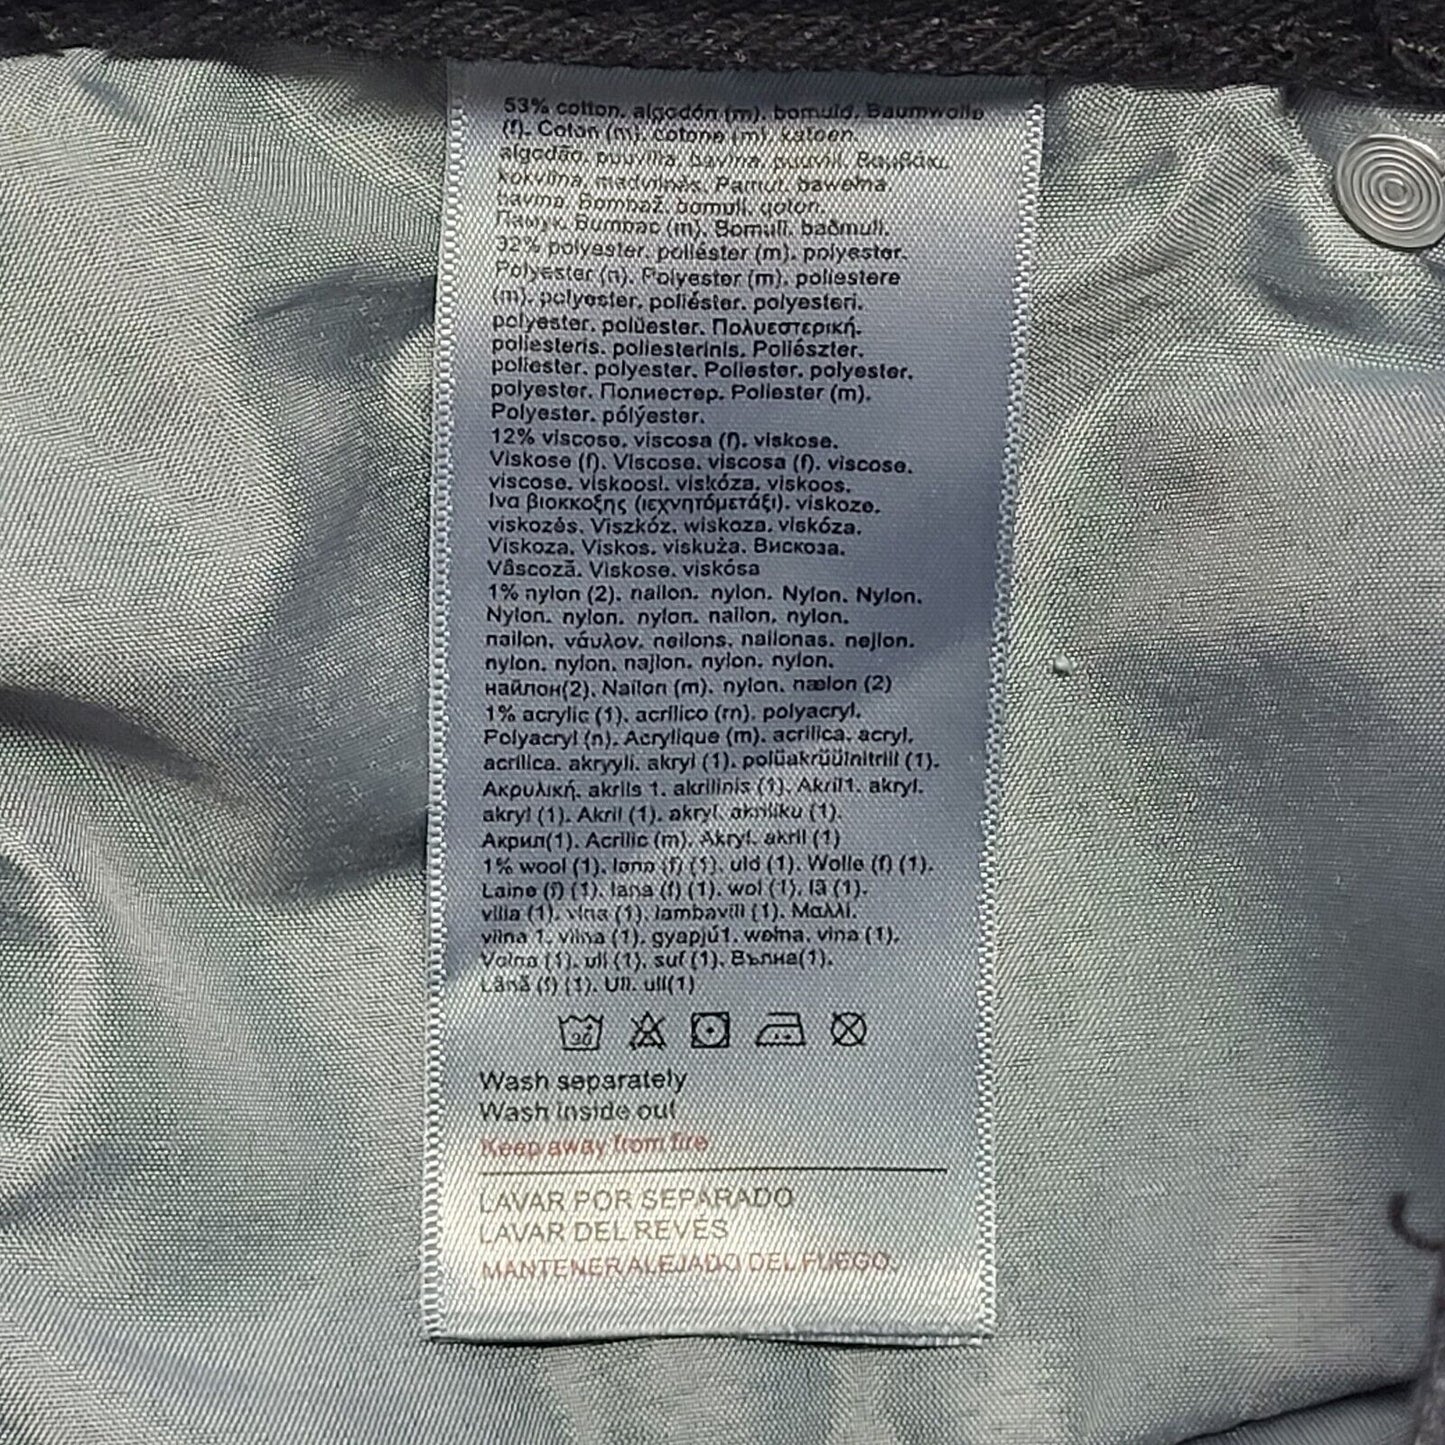 53% cotton. algodón (m). bomuld. Baumwolle
(f). Coton (m). cotone (m). katoen.
algodão. puuvilla. bavlna. puuvill. Βαμβάκι.
kokvilna. madvilnės. Pamut. bawełna.
bavlna. Bombaž. bomull. qoton.
Памук. Bumbac (m). Bomull. baðmull.
32% polyester. poliéster (m). polyester.
Polyester (n). Polyester (m). poliestere
(m). polyester. poliéster. polyesteri.
polyester. polüester. Πολυεστερική.
poliesteris. poliesterinis. Poliészter.
poliester. polyester. Poliester. polyester.
polyester. Полиестер. Poliester (m).
Polyester. pólýester.
12% viscose. viscosa (f). viskose.
Viskose (f). Viscose. viscosa (f). viscose.
viscose. viskoosi. viskóza. viskoos.
Ινα βιοκκοξης (ιεχνητόμετάξι). viskoze.
viskozės. Viszkóz. wiskoza. viskóza.
Viskoza. Viskos. viskuża. Вискоза.
Vâscoză. Viskose. viskósa
1% nylon (2). nailon. nylon. Nylon. Nylon.
Nylon. nylon. nylon. nailon. nylon.
nailon. νάυλον. neilons. nailonas. nejlon.
nylon. nylon. najlon. nylon. nylon.
найлон(2). Nailon (m). nylon. nælon (2)
1% acrylic (1). acrílico (m). polyacryl.
Polyacryl (n). Acrylique (m). acrilica. acryl.
acrílica. akryyli. akryl (1). polüakrüülnitriil (1).
Ακρυλική. akrils 1. akrilinis (1). Akril1. akryl.
akryl (1). Akril (1). akryl. akriliku (1).
Акрил(1). Acrilic (m). Akryl. akril (1)
1% wool (1). lana (f) (1). uld (1). Wolle (f) (1).
Laine (f) (1). lana (f) (1). wol (1). lã (1).
villa (1). vlna (1). lambavill (1). Μαλλί.
vilna 1. vilna (1). gyapjú1. wełna. vlna (1).
Volna (1). ull (1). suf (1). Вълна(1).
Lână (f) (1). Ull. ull(1)
30
Wash separately
Wash inside out
Keep away from fire
LAVAR POR SEPARADO
LAVAR DEL REVÉS
MANTENER ALEJADO DEL FUEGO.